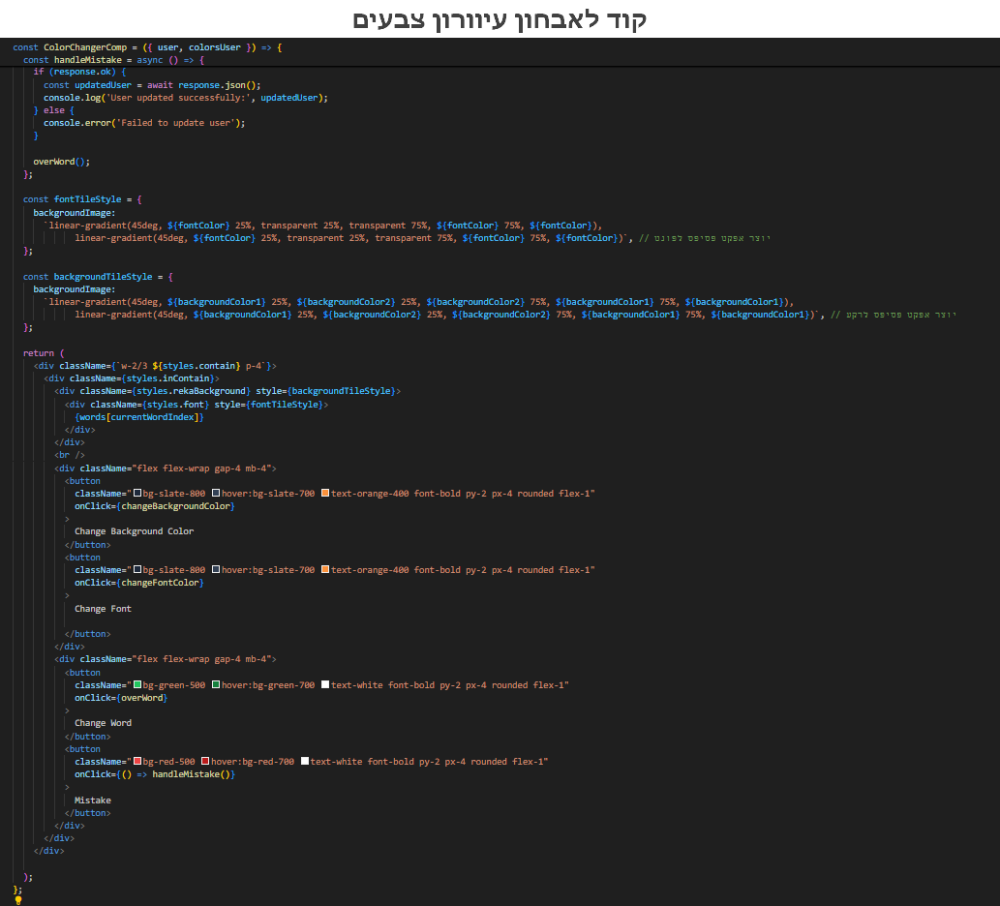 קוד לאבחון עיוורון צבעים
const ColorChangerComp = ({ user, colorsUser }) => {
const handleMistake = async () => {
if (response.ok) {
const updatedUser = await response.json();
console.log('User updated successfully:', updatedUser);
} else {
console.error('Failed to update user');
}
overWord();
};
const fontTileStyle = {
backgroundImage:
`linear-gradient(45deg, ${fontColor} 25%, transparent 25%, transparent 75%, ${fontColor} 75%, ${fontColor}),
linear-gradient(45deg, ${fontColor} 25%, transparent 25%, transparent 75%, ${fontColor} 75%, ${fontColor})`, // יוצר אפקט פסיפס לפונט
};
const backgroundTileStyle = {
backgroundImage:
`linear-gradient(45deg, ${backgroundColor1} 25%, ${backgroundColor2} 25%, ${backgroundColor2} 75%, ${backgroundColor1} 75%, ${backgroundColor1}),
linear-gradient(45deg, ${backgroundColor1} 25%, ${backgroundColor2} 25%, ${backgroundColor2} 75%, ${backgroundColor1} 75%, ${backgroundColor1})`, // יוצר אפקט פסיפס לרקע
};
return (
<div className={`w-2/3 ${styles.contain} p-4`}>
<div className={styles.inContain}>
<div className={styles.rekaBackground} style={backgroundTileStyle}>
<div className={styles.font} style={fontTileStyle}>
{words[currentWordIndex]}
</div>
</div>
<br />
<div className="flex flex-wrap gap-4 mb-4">
<button
className="bg-slate-800 hover:bg-slate-700 text-orange-400 font-bold py-2 px-4 rounded flex-1"
onClick={changeBackgroundColor}
>
Change Background Color
</button>
<button
className="bg-slate-800 hover:bg-slate-700 text-orange-400 font-bold py-2 px-4 rounded flex-1"
onClick={changeFontColor}
>
Change Font
</button>
</div>
<div className="flex flex-wrap gap-4 mb-4">
<button
className="bg-green-500 hover:bg-green-700 text-white font-bold py-2 px-4 rounded flex-1"
onClick={overWord}
>
Change Word
</button>
<button
className="bg-red-500 hover:bg-red-700 text-white font-bold py-2 px-4 rounded flex-1"
onClick={() => handleMistake()}
>
Mistake
</button>
</div>
</div>
</div>
);
};